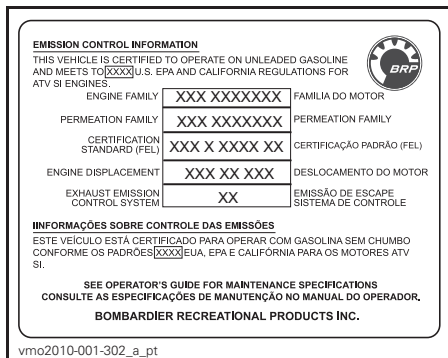 EMISSION CONTROL INFORMATION
THIS VEHICLE IS CERTIFIED TO OPERATE ON UNLEADED GASOLINE
AND MEETS TO XXXX U.S. EPA AND CALIFORNIA REGULATIONS FOR
ATV SI ENGINES.
BRP
ENGINE FAMILY XXX XXXXXXX FAMILIA DO MOTOR
PERMEATION FAMILY XXX XXXXXXX PERMEATION FAMILY
CERTIFICATION
STANDARD (FEL) XXX X XXXX XX CERTIFICAÇÃO PADRÃO (FEL)
ENGINE DISPLACEMENT XXX XX XXX DESLOCAMENTO DO MOTOR
EXHAUST EMISSION
CONTROL SYSTEM XX EMISSÃO DE ESCAPE
SISTEMA DE CONTROLE
IINFORMAÇÕES SOBRE CONTROLE DAS EMISSÕES
ESTE VEÍCULO ESTÁ CERTIFICADO PARA OPERAR COM GASOLINA SEM CHUMBO
CONFORME OS PADRÕES XXXX EUA, EPA E CALIFÓRNIA PARA OS MOTORES ATV
SI.
SEE OPERATOR'S GUIDE FOR MAINTENANCE SPECIFICATIONS
CONSULTE AS ESPECIFICAÇÕES DE MANUTENÇÃO NO MANUAL DO OPERADOR.
BOMBARDIER RECREATIONAL PRODUCTS INC.
vmo2010-001-302_a_pt